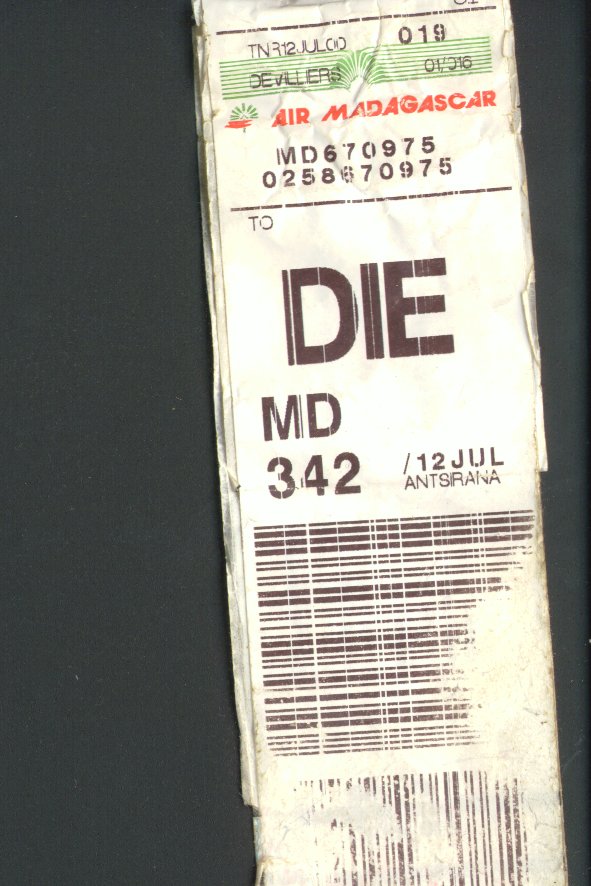 019
TNR12JUL00
DEVILLIERS 01/016
AIR MADAGASCAR
MD670975
0258670975
TO
DIE
MD
342 /12JUL
ANTSIRANA